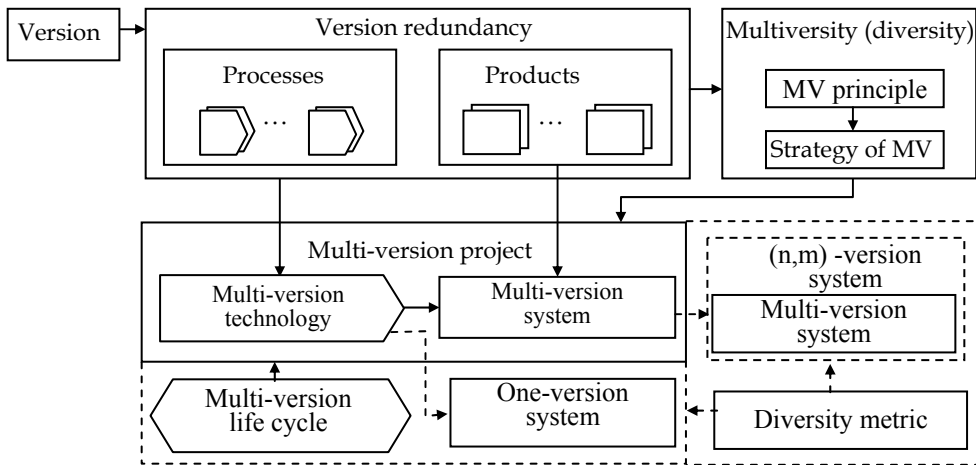 Version
Version redundancy
Processes
…
…
Products
…
Multiversity (diversity)
MV principle
Strategy of MV
Multi-version project
Multi-version
technology
Multi-version
system
(n,m) -version
system
Multi-version
system
Multi-version
life cycle
One-version
system
Diversity metric